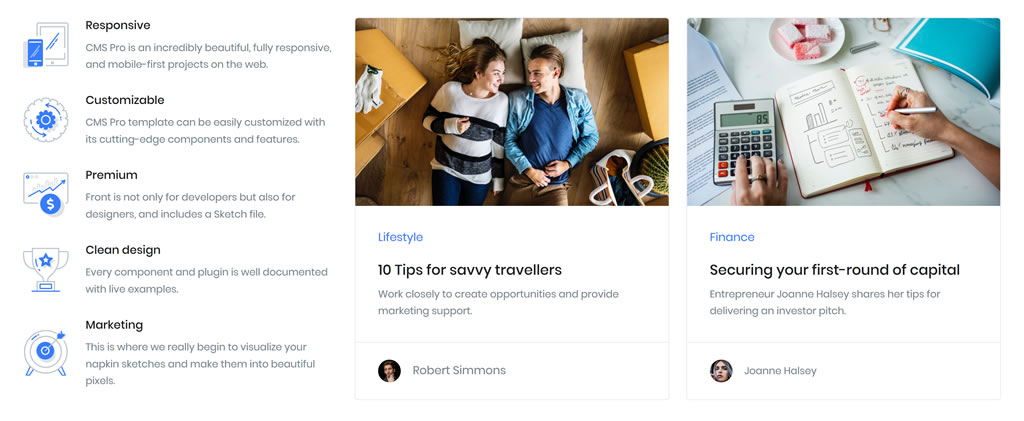 Responsive
CMS Pro is an incredibly beautiful, fully responsive,
and mobile-first projects on the web.
Customizable
CMS Pro template can be easily customized with
its cutting-edge components and features.
Premium
Front is not only for developers but also for
designers, and includes a Sketch file.
Clean design
Every component and plugin is well documented
with live examples.
Marketing
This is where we really begin to visualize your
napkin sketches and make them into beautiful
pixels.
Lifestyle
10 Tips for savvy travellers
Work closely to create opportunities and provide
marketing support.
Robert Simmons
85
Finance
Securing your first-round of capital
Entrepreneur Joanne Halsey shares her tips for
delivering an investor pitch.
Joanne Halsey